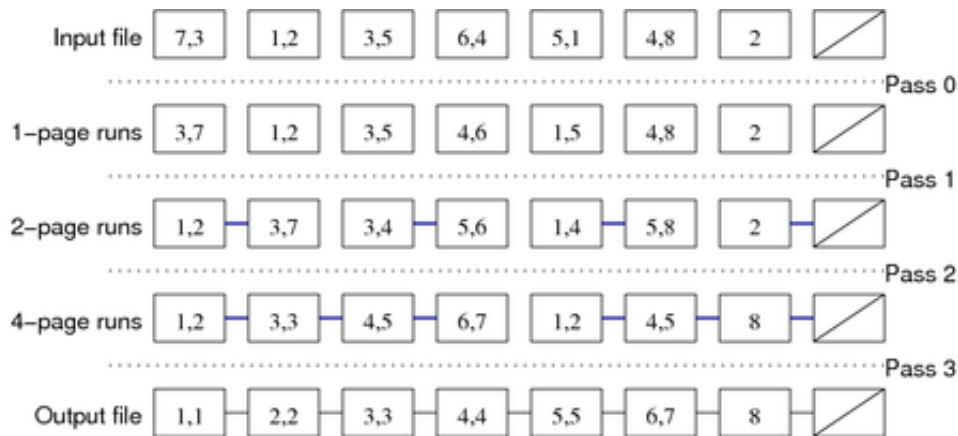 Input file 7,3 1,2 3,5 6,4 5,1 4,8 2
Pass 0
1-page runs 3,7 1,2 3,5 4,6 1,5 4,8 2
Pass 1
2-page runs 1,2 3,7 3,4 5,6 1,4 5,8 2
Pass 2
4-page runs 1,2 3,3 4,5 6,7 1,2 4,5 8
Pass 3
Output file 1,1 2,2 3,3 4,4 5,5 6,7 8